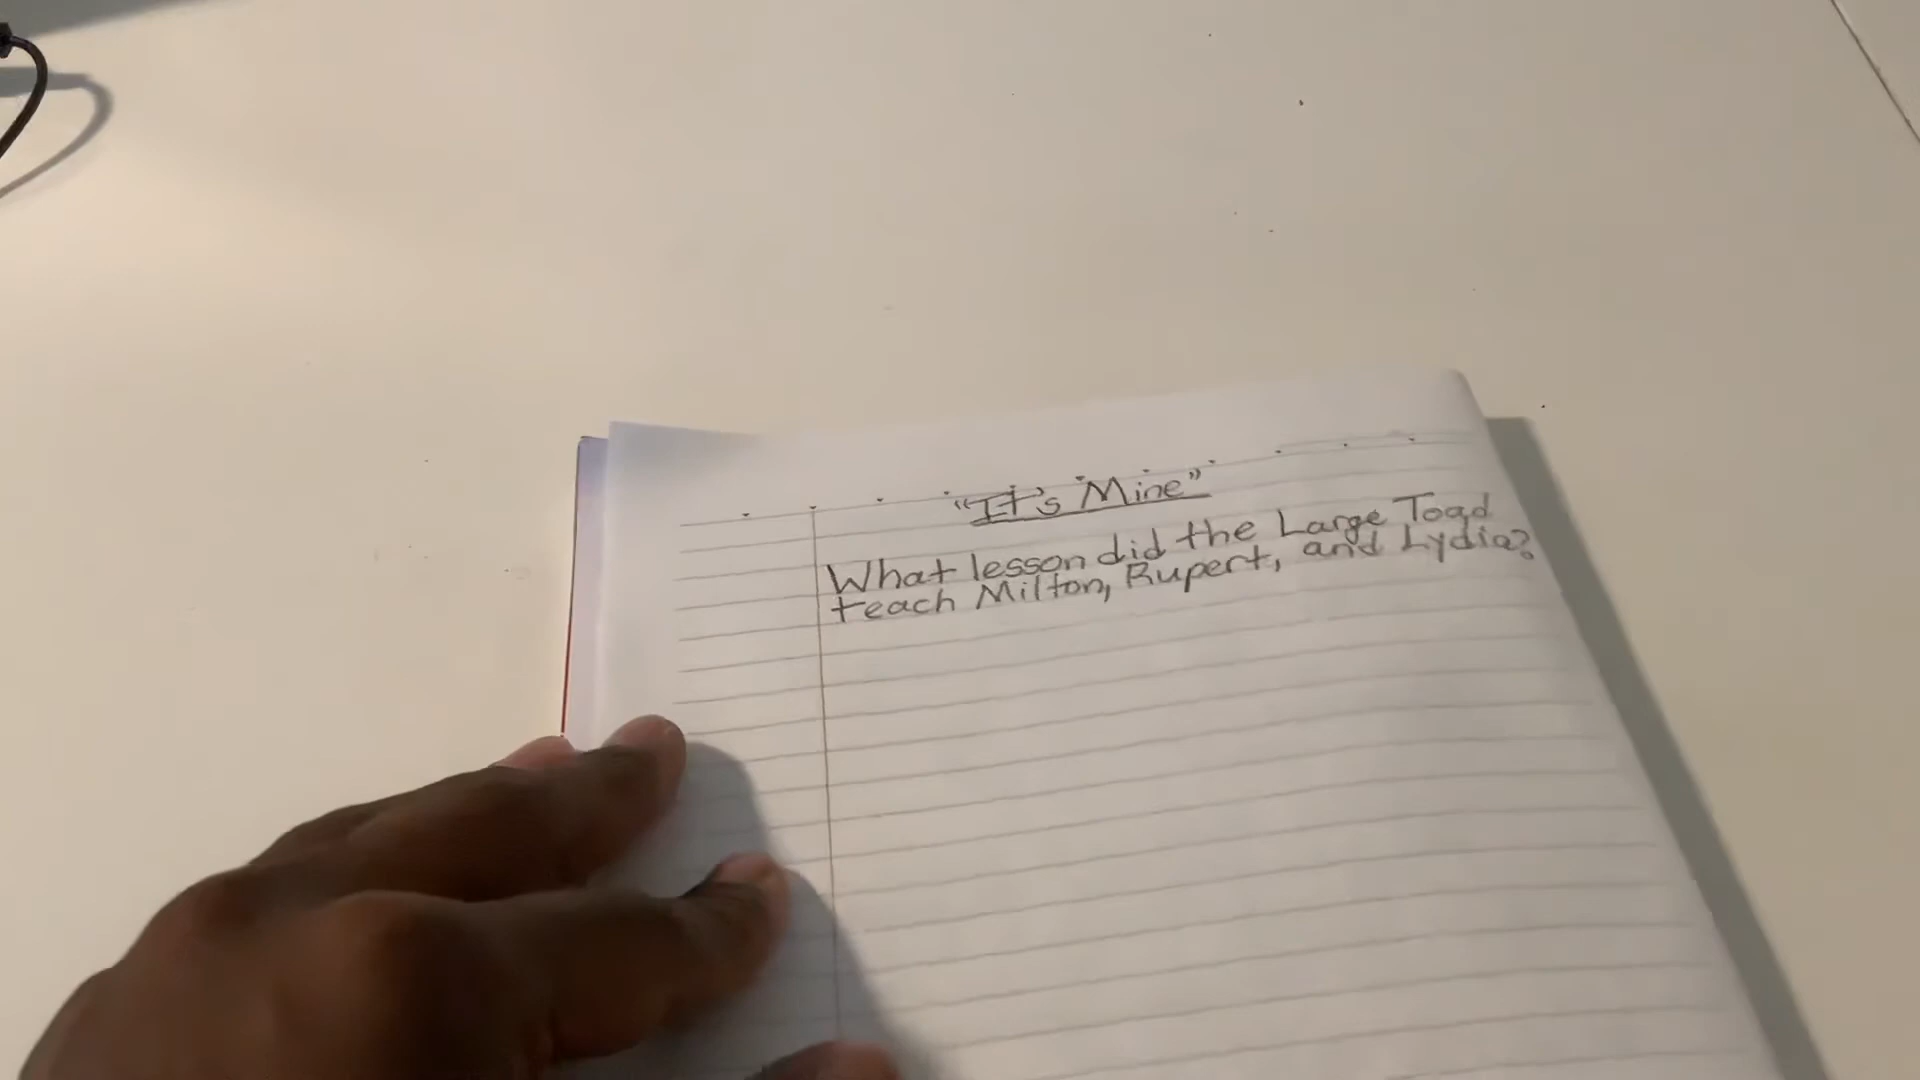 "It's Mine"
What lesson did the Large Toad
teach Milton, Rupert, and Lydia?